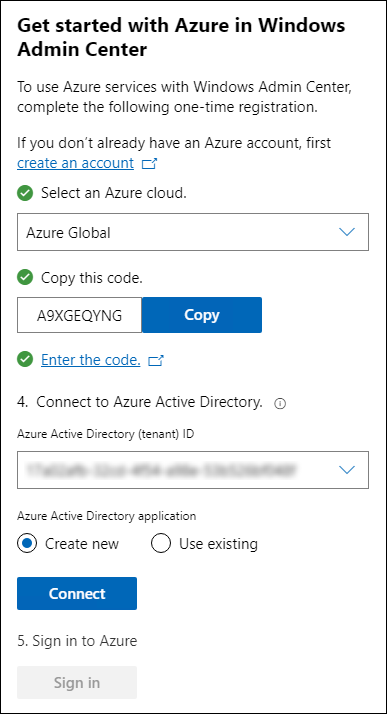 Get started with Azure in Windows
Admin Center
To use Azure services with Windows Admin Center,
complete the following one-time registration.
If you don't already have an Azure account, first
create an account
Select an Azure cloud.
Azure Global
Copy this code.
A9XGEQYNG Copy
Enter the code.
4. Connect to Azure Active Directory.
Azure Active Directory (tenant) ID
Azure Active Directory application
Create new Use existing
Connect
5. Sign in to Azure
Sign in